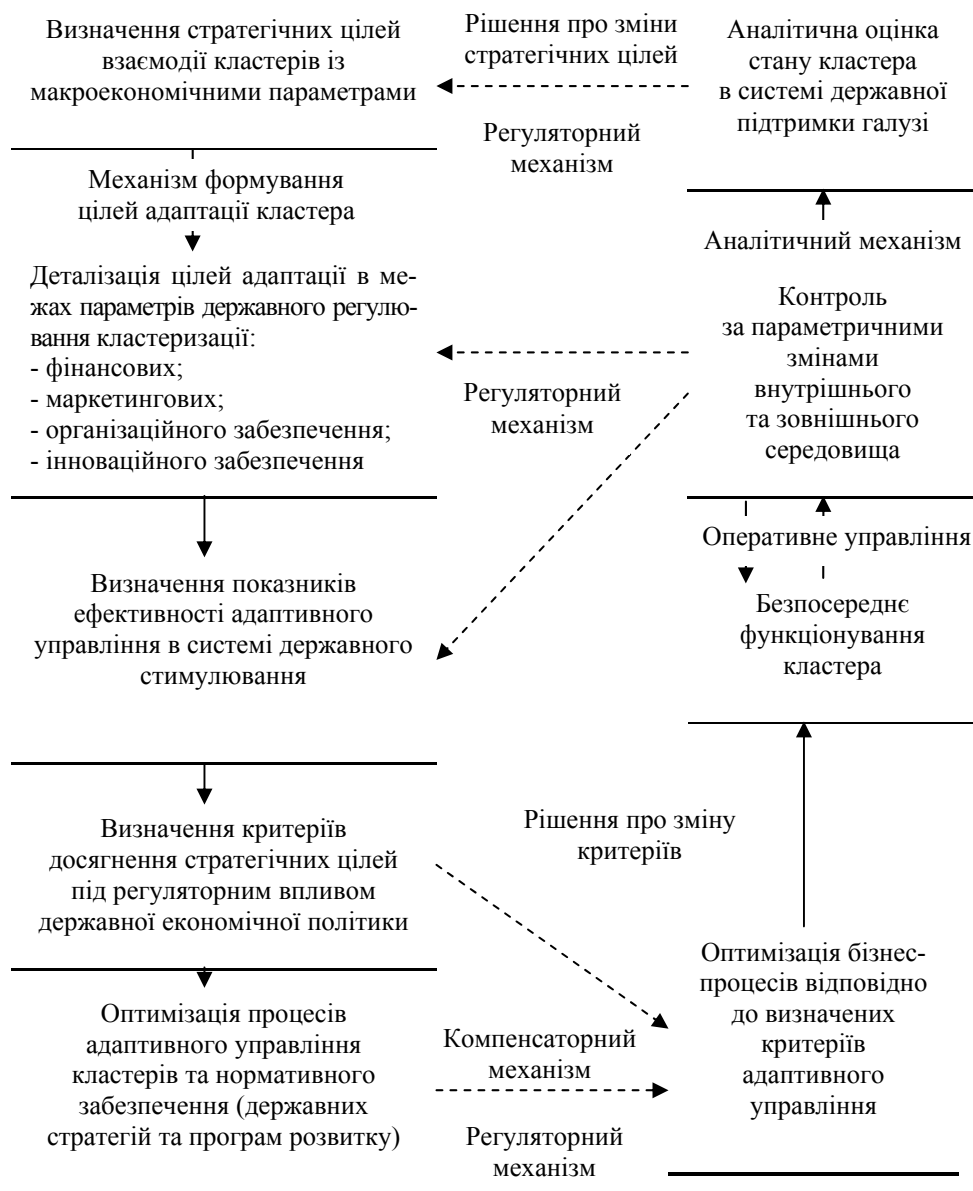 Визначення стратегічних цілей
взаємодії кластерів із
макроекономічними параметрами
Рішення про зміни
стратегічних цілей
Регуляторний
механізм
Аналітична оцінка
стану кластера
в системі державної
підтримки галузі
Механізм формування
цілей адаптації кластера
Аналітичний механізм
Деталізація цілей адаптації в ме-
жах параметрів державного регулю-
вання кластеризації:
- фінансових;
- маркетингових;
- організаційного забезпечення;
- інноваційного забезпечення
Регуляторний
механізм
Контроль
за параметричними
змінами
внутрішнього
та зовнішнього
середовища
Оперативне управління
Визначення показників
ефективності адаптивного
управління в системі державного
стимулювання
Безпосереднє
функціонування
кластера
Визначення критеріїв
досягнення стратегічних цілей
під регуляторним впливом
державної економічної політики
Рішення про зміну
критеріїв
Оптимізація процесів
адаптивного управління
кластерів та нормативного
забезпечення (державних
стратегій та програм розвитку)
Компенсаторний
механізм
Регуляторний
механізм
Оптимізація бізнес-
процесів відповідно
до визначених
критеріїв
адаптивного
управління